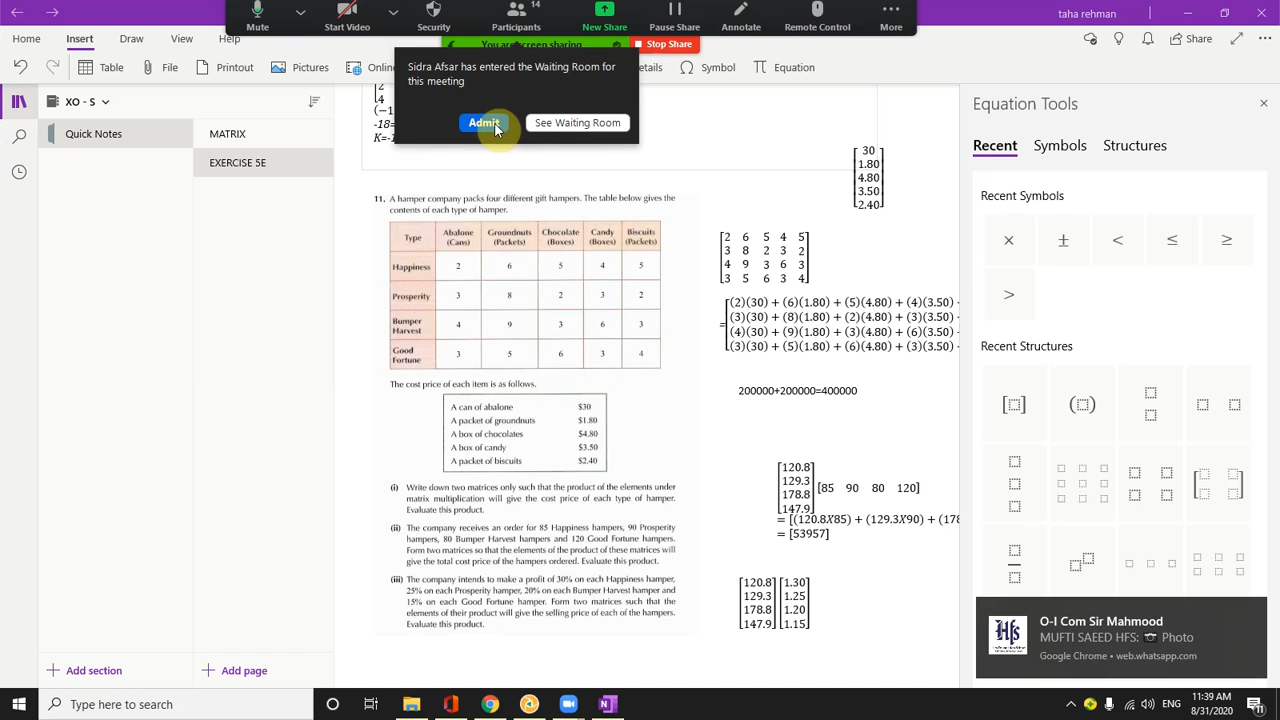 14
Mute
Start Video
Security
Participants
New Share
Pause Share
Annotate
Remote Control
More
You are screen sharing
Stop Share
taia rehman
Home
Insert
Draw
View
Help
Share
Table
File
Printout
Pictures
Onlin
etails
Symbol
Equation
Sidra Afsar has entered the Waiting Room for
this meeting
Admit
See Waiting Room
XO - S
Quick Notes
MATRIX
EXERCISE 5E
2
4
(−1
-18=
K=-1
30
1.80
4.80
3.50
2.40
11. A hamper company packs four different gift hampers. The table below gives the
contents of each type of hamper.
Type Abalone (Cans) Groundnuts (Packets) Chocolate (Boxes) Candy (Boxes) Biscuits (Packets)
Happiness 2 6 5 4 5
Prosperity 3 8 2 3 2
Bumper Harvest 4 9 3 6 3
Good Fortune 3 5 6 3 4
The cost price of each item is as follows.
A can of abalone $30
A packet of groundnuts $1.80
A box of chocolates $4.80
A box of candy $3.50
A packet of biscuits $2.40
(i) Write down two matrices only such that the product of the elements under
matrix multiplication will give the cost price of each type of hamper.
Evaluate this product.
(ii) The company receives an order for 85 Happiness hampers, 90 Prosperity
hampers, 80 Bumper Harvest hampers and 120 Good Fortune hampers.
Form two matrices so that the elements of the product of these matrices will
give the total cost price of the hampers ordered. Evaluate this product.
(iii) The company intends to make a profit of 30% on each Happiness hamper,
25% on each Prosperity hamper, 20% on each Bumper Harvest hamper and
15% on each Good Fortune hamper. Form two matrices such that the
elements of their product will give the selling price of each of the hampers.
Evaluate this product.
2 6 5 4 5
3 8 2 3 2
4 9 3 6 3
3 5 6 3 4
(2)(30) + (6)(1.80) + (5)(4.80) + (4)(3.50) +
(3)(30) + (8)(1.80) + (2)(4.80) + (3)(3.50) +
= (4)(30) + (9)(1.80) + (3)(4.80) + (6)(3.50) +
(3)(30) + (5)(1.80) + (6)(4.80) + (3)(3.50) +
200000+200000=400000
120.8
129.3
178.8
147.9
[85 90 80 120]
= [(120.8X85) + (129.3X90) + (178
= [53957]
120.8 1.30
129.3 1.25
178.8 1.20
147.9 1.15
Equation Tools
Recent
Symbols
Structures
Recent Symbols
× ± < ≤ ≥
>
Recent Structures
O-I Com Sir Mahmood
MUFTI SAEED HFS: Photo
Google Chrome • web.whatsapp.com
Hfs
Add section
Add page
Type here to search
ENG
11:39 AM
8/31/2020
11